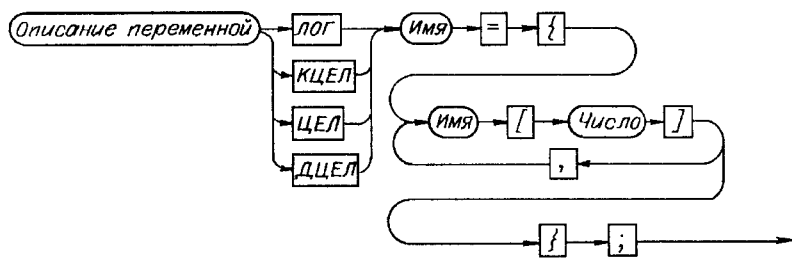 Описание переменной ЛОГ Имя = {
КЦЕЛ
ЦЕЛ Имя [ Число ]
ДЦЕЛ ,
} ;